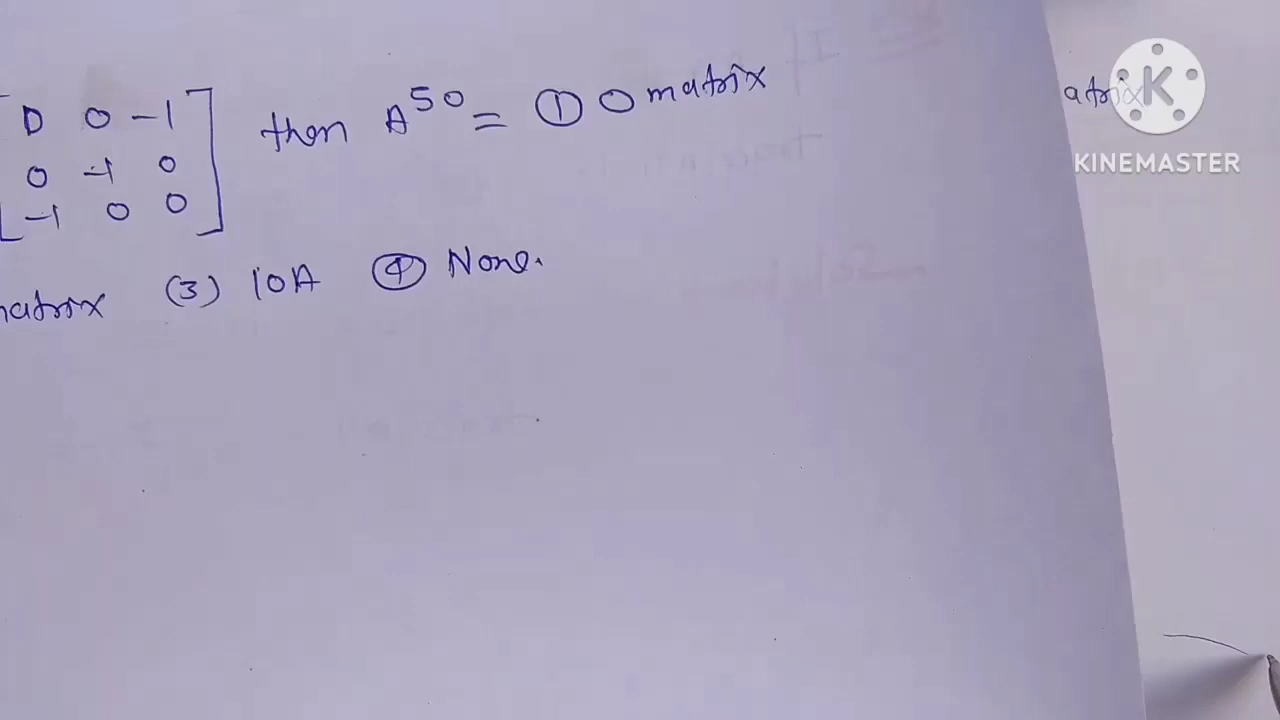 0 0 -1 then A⁵⁰ = ① 0 matrix
0 -1 0
-1 0 0
matrix (3) 10A ④ None.
atrix
KINEMASTER